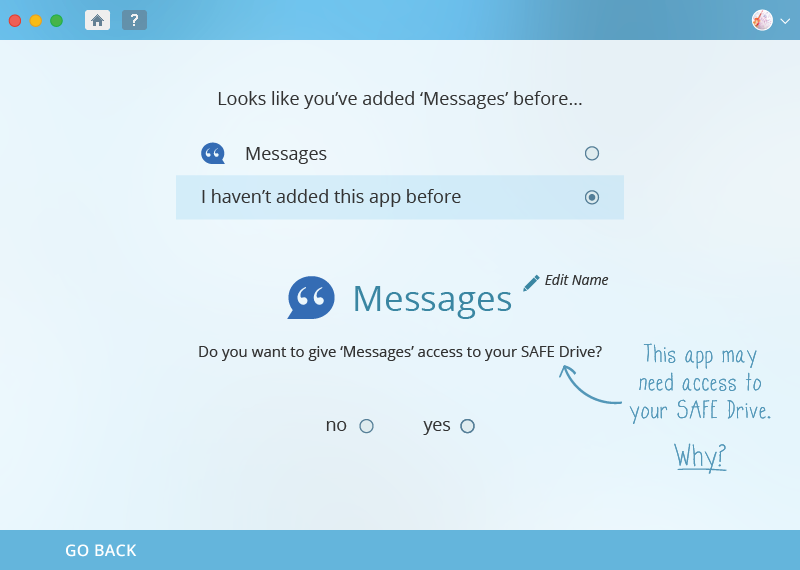 ?
Looks like you’ve added ‘Messages’ before...
Messages
I haven’t added this app before
Messages
Edit Name
Do you want to give ‘Messages’ access to your SAFE Drive?
This app may
need access to
your SAFE Drive.
Why?
no
yes
GO BACK